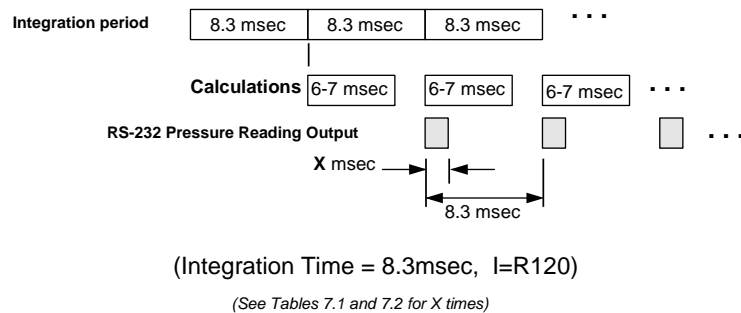 Integration period 8.3 msec 8.3 msec 8.3 msec . . .
Calculations 6-7 msec 6-7 msec 6-7 msec . . .
RS-232 Pressure Reading Output . . .
X msec
8.3 msec
(Integration Time = 8.3msec, I=R120)
(See Tables 7.1 and 7.2 for X times)